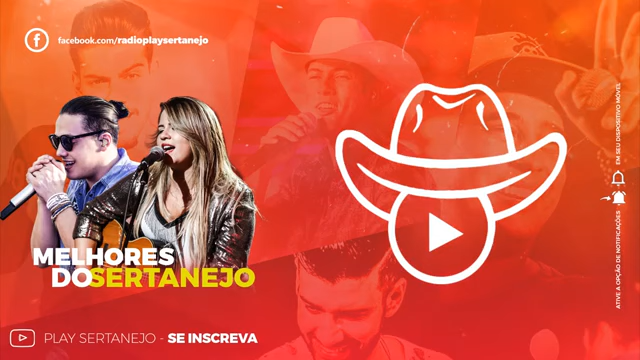 facebook.com/radioplaysertanejo
MELHORES
DOSERTANEJO
PLAY SERTANEJO - SE INSCREVA
ATIVE A OPÇÃO DE NOTIFICAÇÕES
EM SEU DISPOSITIVO MÓVEL